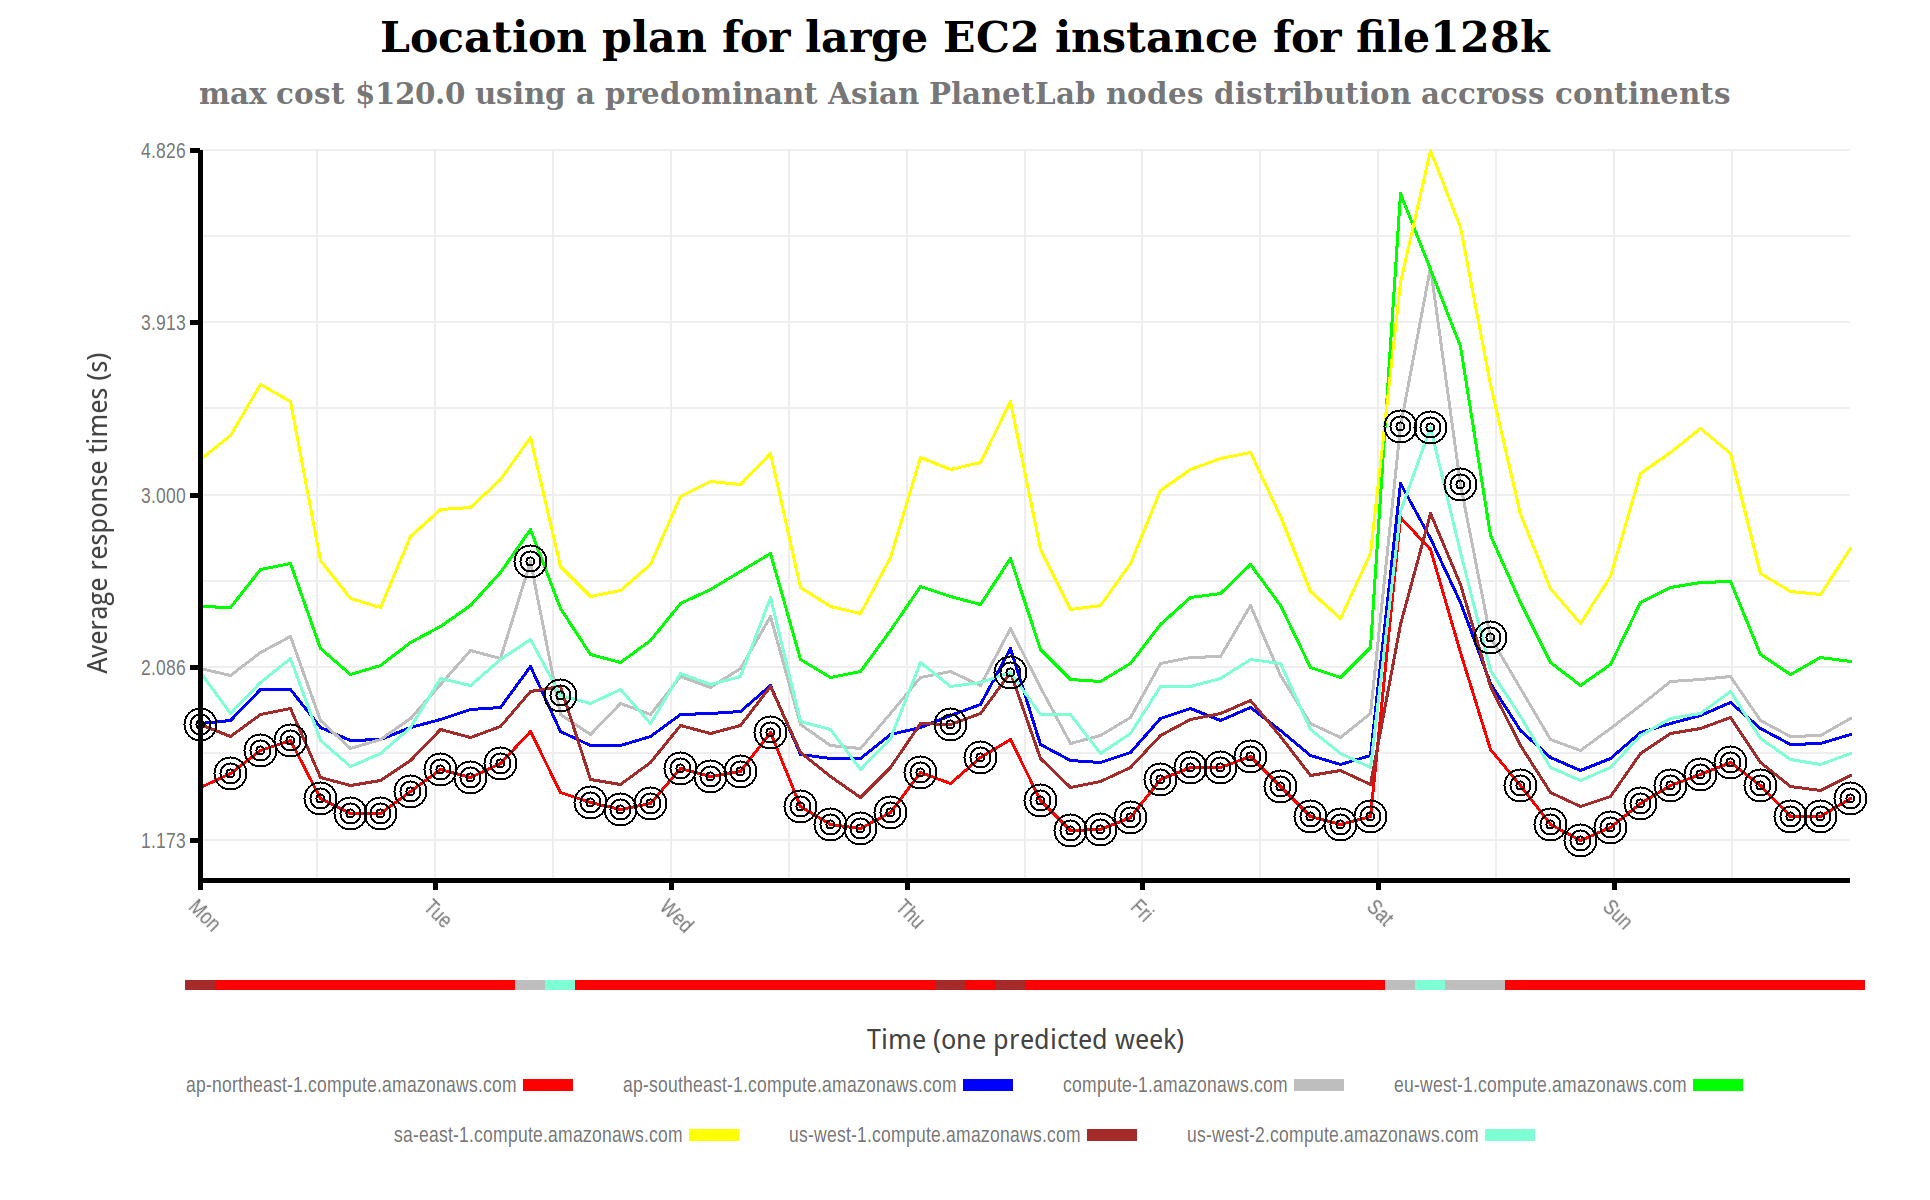 Location plan for large EC2 instance for file128k
max cost $120.0 using a predominant Asian PlanetLab nodes distribution accross continents
4.826
3.913
3.000
2.086
1.173
Average response times (s)
Mon Tue Wed Thu Fri Sat Sun
Time (one predicted week)
ap-northeast-1.compute.amazonaws.com ap-southeast-1.compute.amazonaws.com compute-1.amazonaws.com eu-west-1.compute.amazonaws.com
sa-east-1.compute.amazonaws.com us-west-1.compute.amazonaws.com us-west-2.compute.amazonaws.com